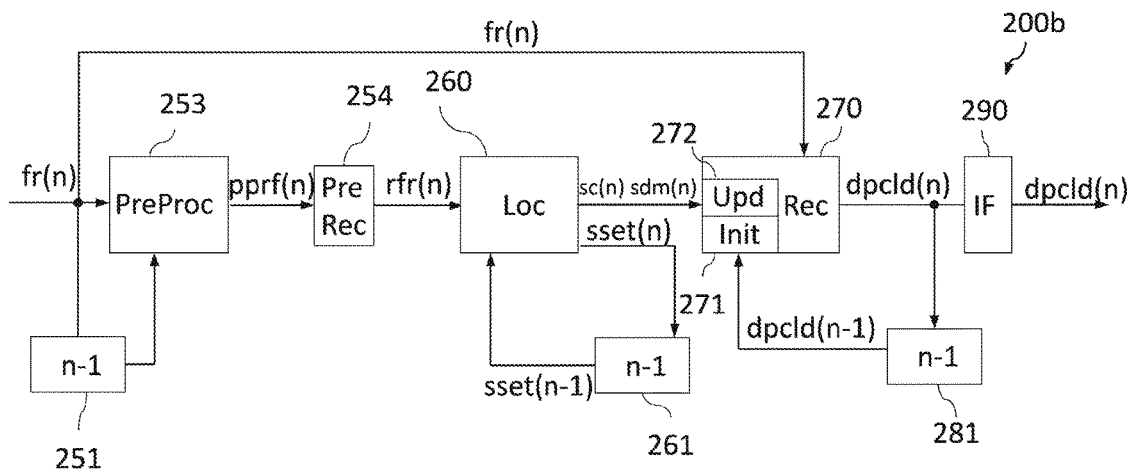 200b
fr(n)
253
254
260
270
290
272
fr(n)
PreProc
pprf(n)
Pre
Rec
rfr(n)
Loc
sc(n) sdm(n)
Upd
Init
Rec
dpcld(n)
IF
dpcld(n)
sset(n)
271
n-1
sset(n-1)
n-1
dpcld(n-1)
n-1
251
261
281